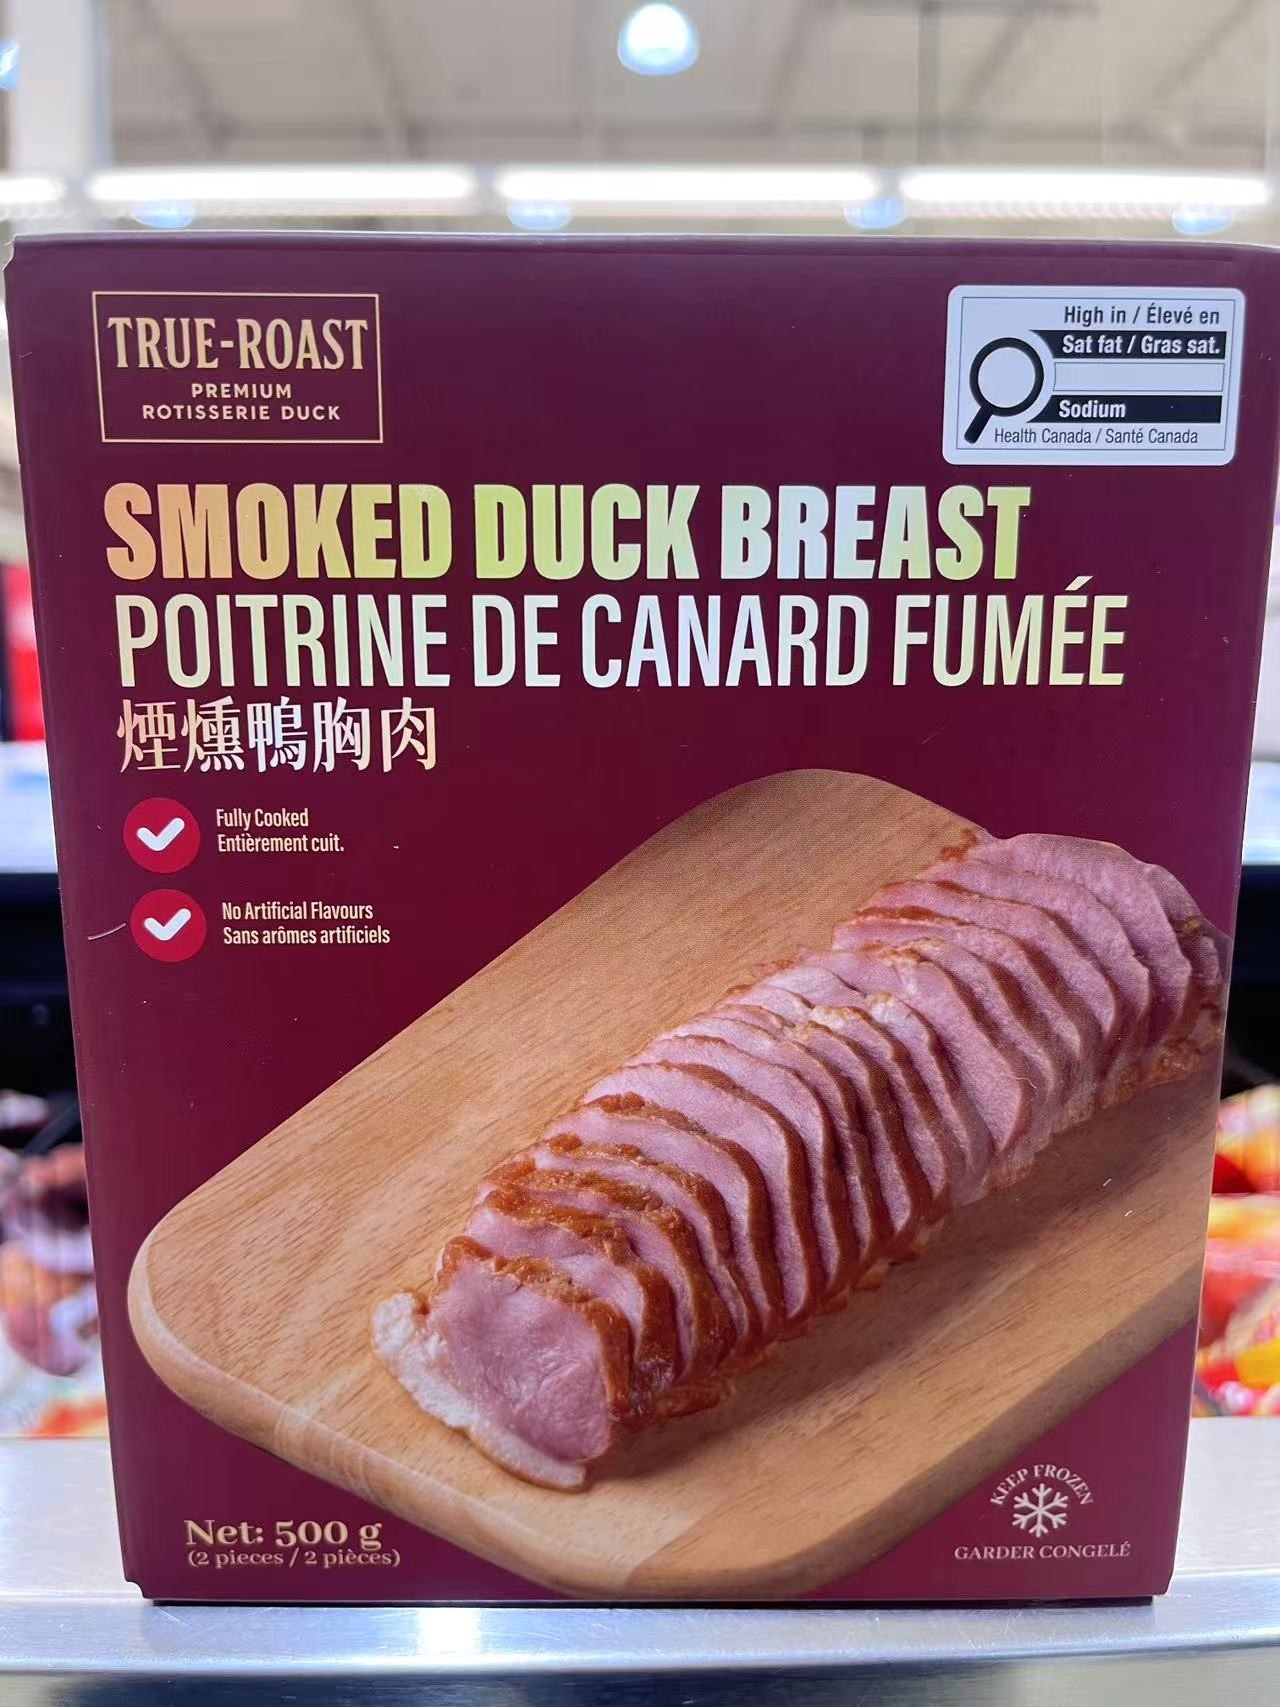 TRUE-ROAST
PREMIUM
ROTISSERIE DUCK
High in / Élevé en
Sat fat / Gras sat.
Sodium
Health Canada / Santé Canada
SMOKED DUCK BREAST
POITRINE DE CANARD FUMÉE
煙燻鴨胸肉
Fully Cooked
Entièrement cuit.
No Artificial Flavours
Sans arômes artificiels
Net: 500 g
(2 pieces / 2 pièces)
KEEP FROZEN
GARDER CONGELÉ